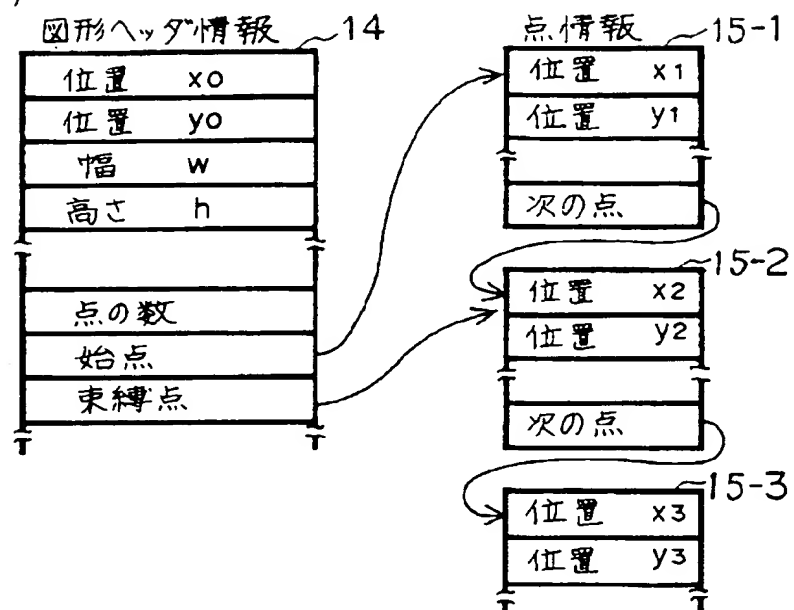 図形ヘッダ情報 14
位置 x0
位置 y0
幅 w
高さ h
点の数
始点
束縛点
点情報 15-1
位置 x1
位置 y1
次の点
15-2
位置 x2
位置 y2
次の点
15-3
位置 x3
位置 y3